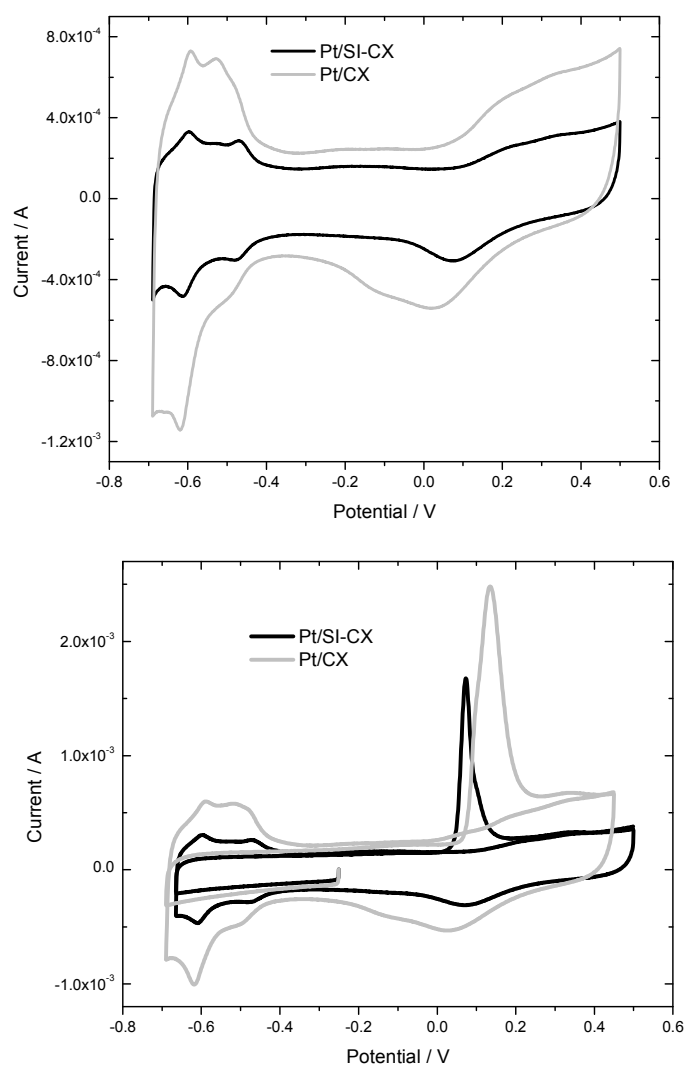 8.0x10⁻⁴
4.0x10⁻⁴
0.0
-4.0x10⁻⁴
-8.0x10⁻⁴
-1.2x10⁻³
Current / A
Pt/SI-CX
Pt/CX
-0.8 -0.6 -0.4 -0.2 0.0 0.2 0.4 0.6
Potential / V
2.0x10⁻³
1.0x10⁻³
0.0
-1.0x10⁻³
Current / A
Pt/SI-CX
Pt/CX
-0.8 -0.6 -0.4 -0.2 0.0 0.2 0.4 0.6
Potential / V